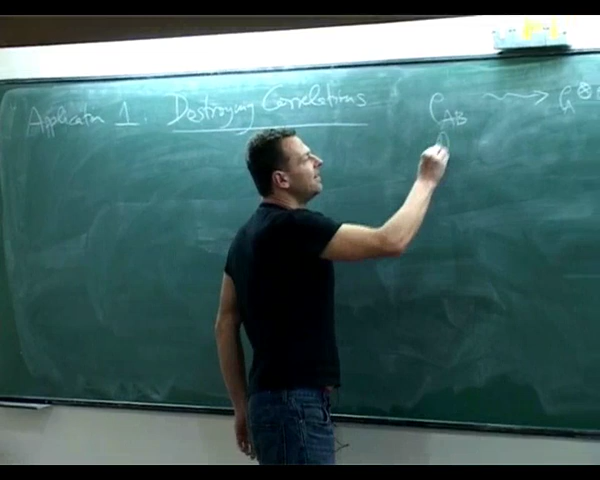 Application 1. Destroying Correlations
ρ_AB ⟿ ρ_A ⊗